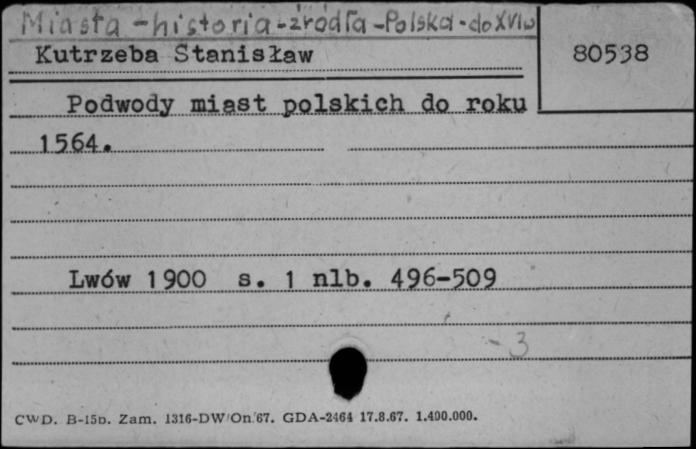 Miasta - historia - źródła - Polska - do XVI w
Kutrzeba Stanisław
80538
Podwody miast polskich do roku
1564.
Lwów 1900 s. 1 nlb. 496-509
- 3
CWD. B-15b. Zam. 1316-DW/On/67. GDA-2464 17.8.67. 1.400.000.